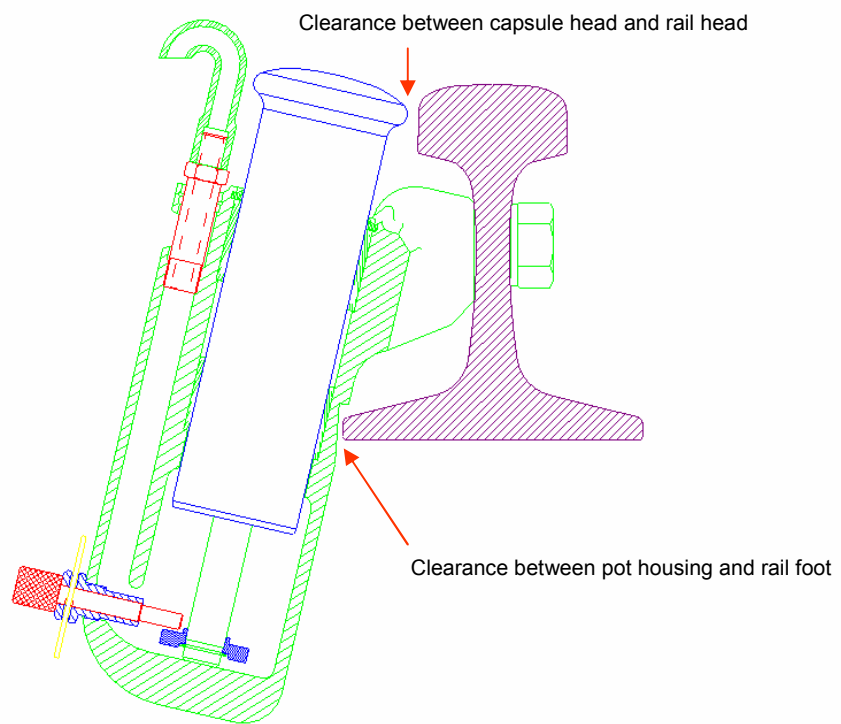 Clearance between capsule head and rail head
Clearance between pot housing and rail foot